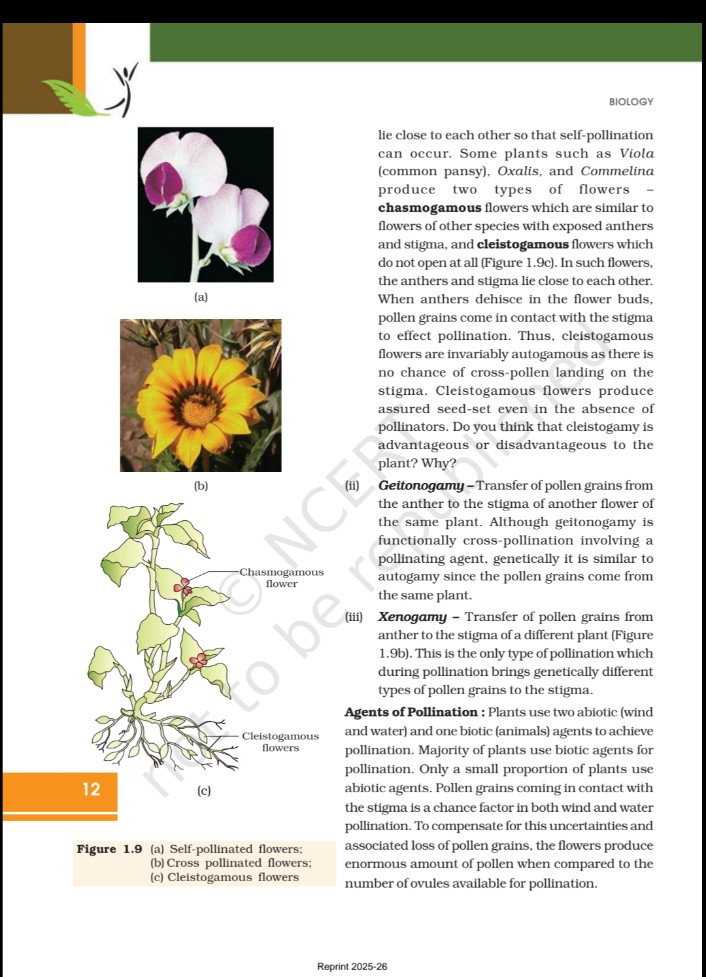 BIOLOGY
lie close to each other so that self-pollination
can occur. Some plants such as Viola
(common pansy), Oxalis, and Commelina
produce two types of flowers –
chasmogamous flowers which are similar to
flowers of other species with exposed anthers
and stigma, and cleistogamous flowers which
do not open at all (Figure 1.9c). In such flowers,
the anthers and stigma lie close to each other.
When anthers dehisce in the flower buds,
pollen grains come in contact with the stigma
to effect pollination. Thus, cleistogamous
flowers are invariably autogamous as there is
no chance of cross-pollen landing on the
stigma. Cleistogamous flowers produce
assured seed-set even in the absence of
pollinators. Do you think that cleistogamy is
advantageous or disadvantageous to the
plant? Why?
(ii) Geitonogamy – Transfer of pollen grains from
the anther to the stigma of another flower of
the same plant. Although geitonogamy is
functionally cross-pollination involving a
pollinating agent, genetically it is similar to
autogamy since the pollen grains come from
the same plant.
(iii) Xenogamy – Transfer of pollen grains from
anther to the stigma of a different plant (Figure
1.9b). This is the only type of pollination which
during pollination brings genetically different
types of pollen grains to the stigma.
Agents of Pollination : Plants use two abiotic (wind
and water) and one biotic (animals) agents to achieve
pollination. Majority of plants use biotic agents for
pollination. Only a small proportion of plants use
abiotic agents. Pollen grains coming in contact with
the stigma is a chance factor in both wind and water
pollination. To compensate for this uncertainties and
associated loss of pollen grains, the flowers produce
enormous amount of pollen when compared to the
number of ovules available for pollination.
(a)
(b)
Chasmogamous
flower
Cleistogamous
flowers
(c)
12
Figure 1.9 (a) Self-pollinated flowers;
(b) Cross pollinated flowers;
(c) Cleistogamous flowers
© NCERT
not to be republished
Reprint 2025-26